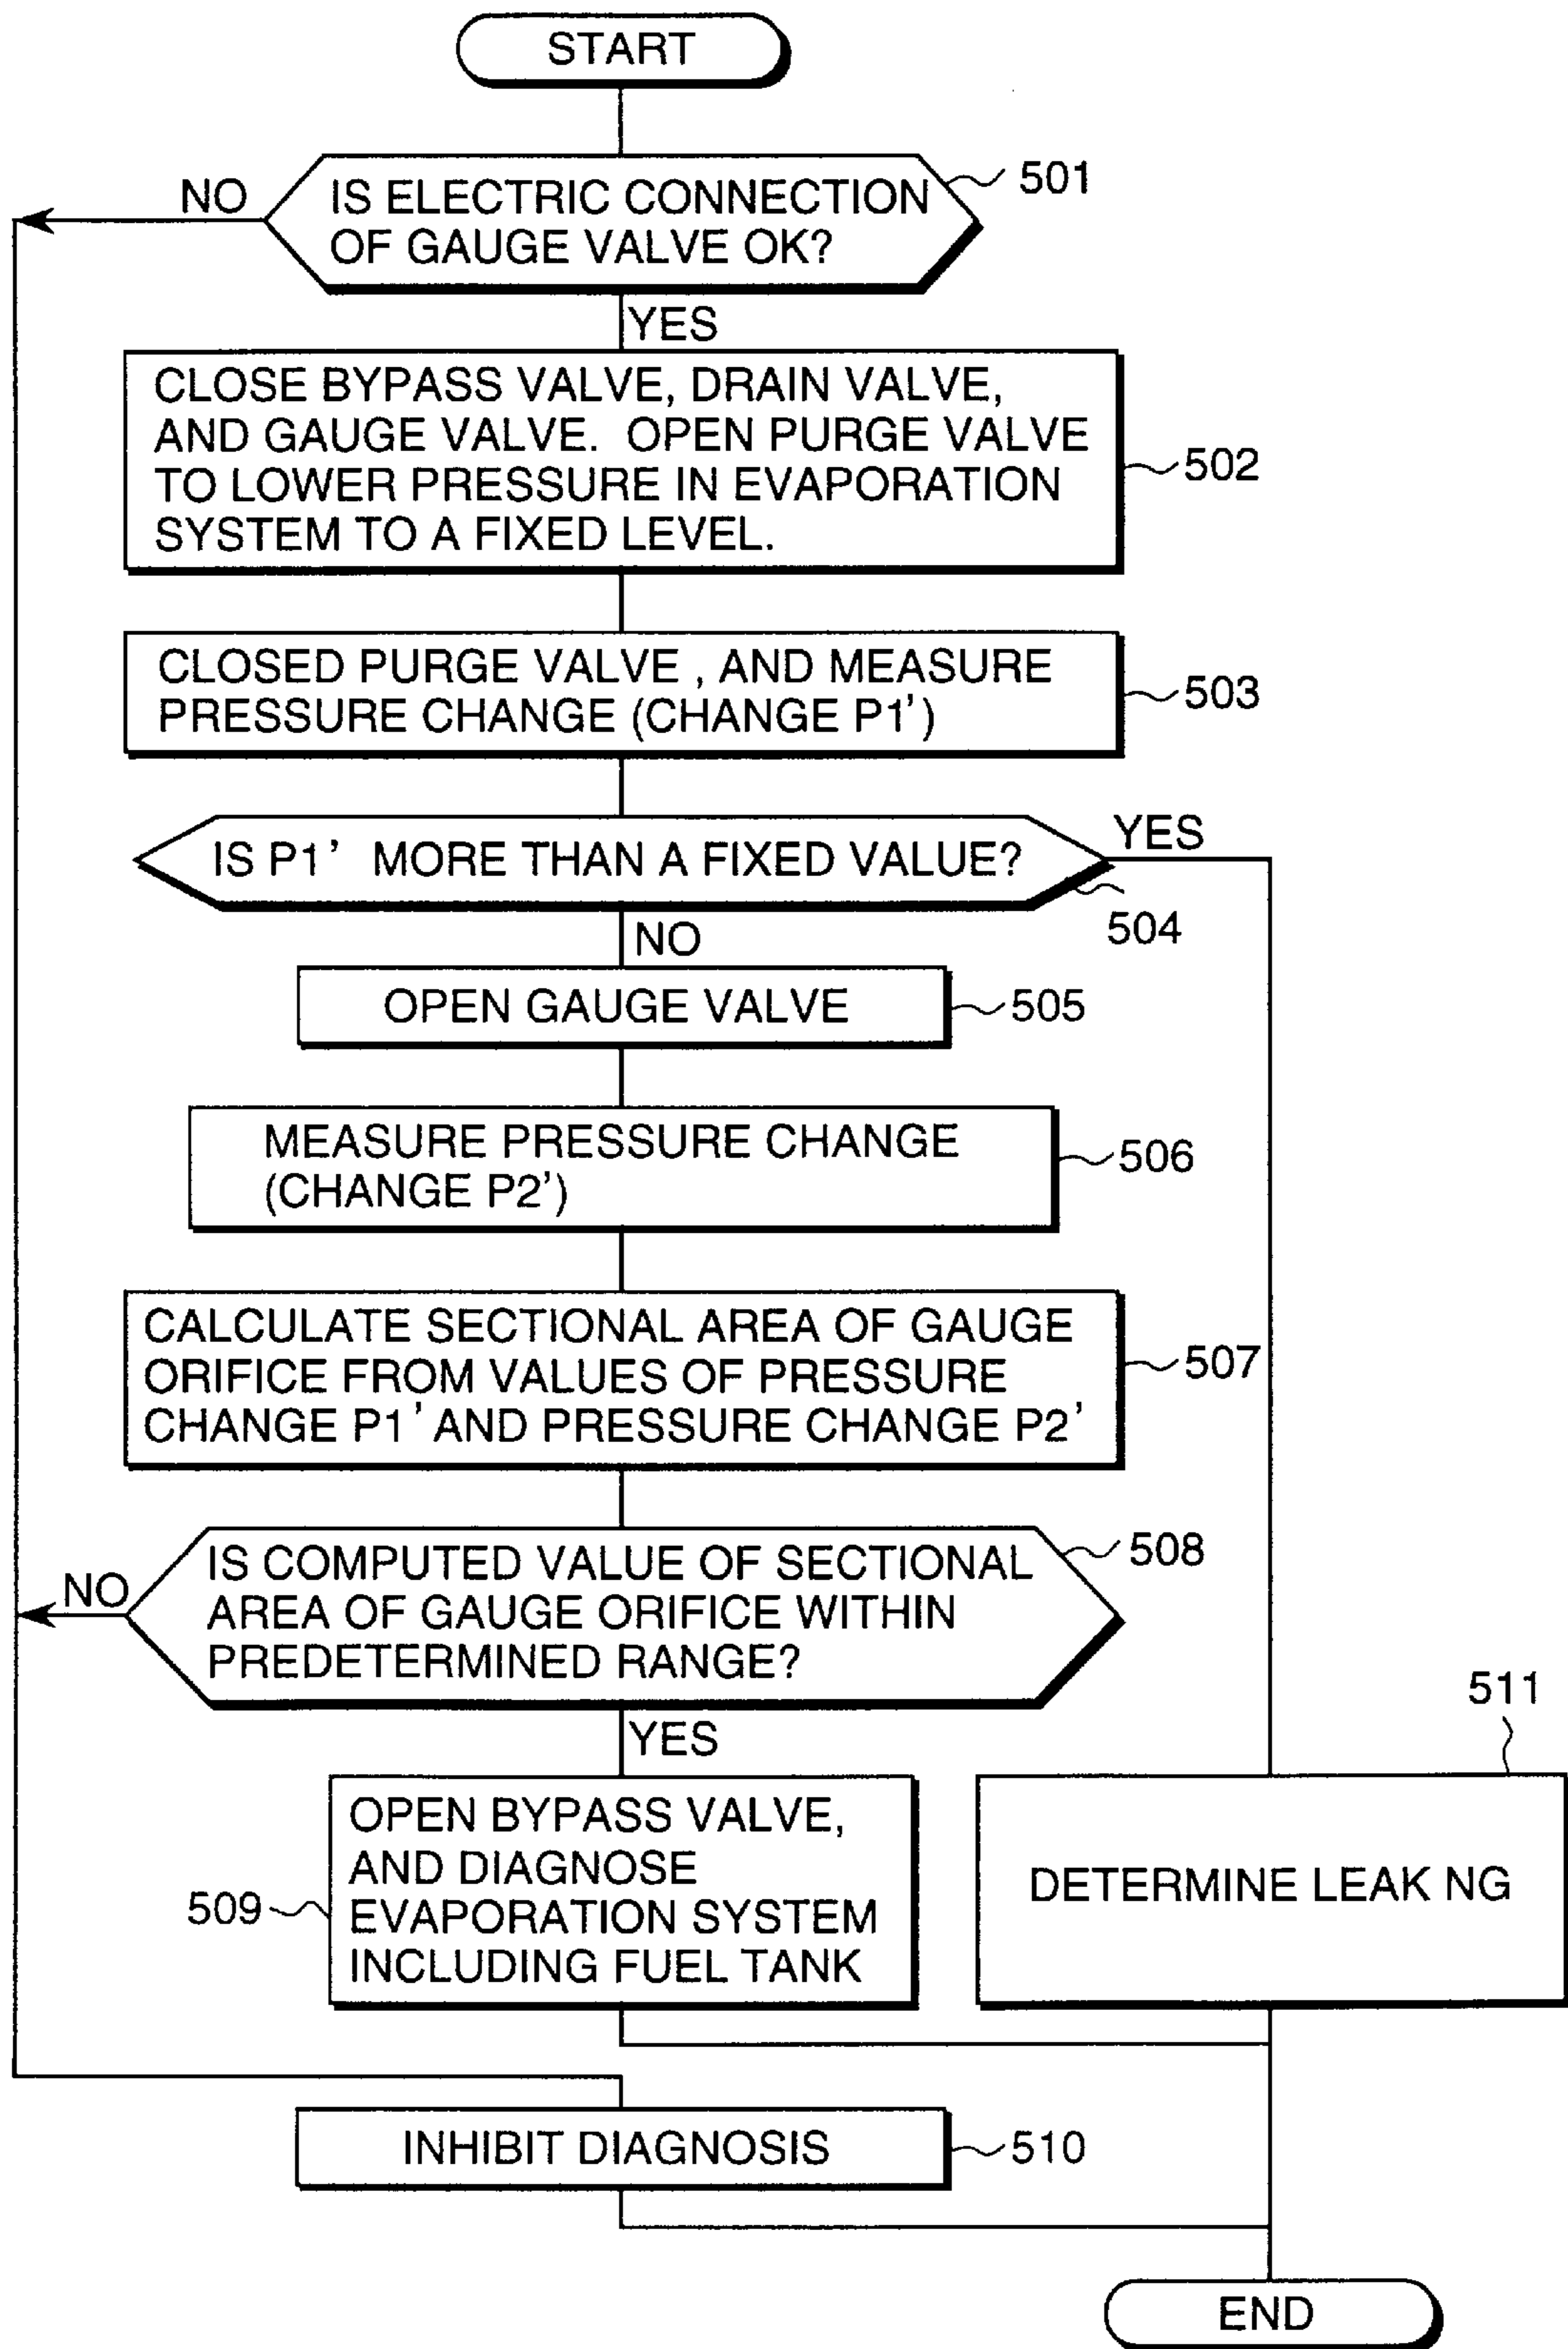 START
NO
IS ELECTRIC CONNECTION
OF GAUGE VALVE OK?
501
YES
CLOSE BYPASS VALVE, DRAIN VALVE,
AND GAUGE VALVE. OPEN PURGE VALVE
TO LOWER PRESSURE IN EVAPORATION
SYSTEM TO A FIXED LEVEL.
502
CLOSED PURGE VALVE , AND MEASURE
PRESSURE CHANGE (CHANGE P1')
503
IS P1' MORE THAN A FIXED VALUE?
YES
504
NO
OPEN GAUGE VALVE
505
MEASURE PRESSURE CHANGE
(CHANGE P2')
506
CALCULATE SECTIONAL AREA OF GAUGE
ORIFICE FROM VALUES OF PRESSURE
CHANGE P1' AND PRESSURE CHANGE P2'
507
NO
IS COMPUTED VALUE OF SECTIONAL
AREA OF GAUGE ORIFICE WITHIN
PREDETERMINED RANGE?
508
YES
OPEN BYPASS VALVE,
AND DIAGNOSE
EVAPORATION SYSTEM
INCLUDING FUEL TANK
509
511
DETERMINE LEAK NG
INHIBIT DIAGNOSIS
510
END